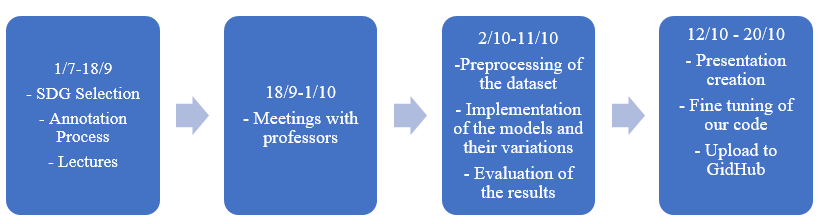 1/7-18/9
- SDG Selection
- Annotation
Process
- Lectures
18/9-1/10
- Meetings with
professors
2/10-11/10
-Preprocessing of
the dataset
- Implementation
of the models and
their variations
- Evaluation of
the results
12/10 - 20/10
- Presentation
creation
- Fine tuning of
our code
- Upload to
GidHub